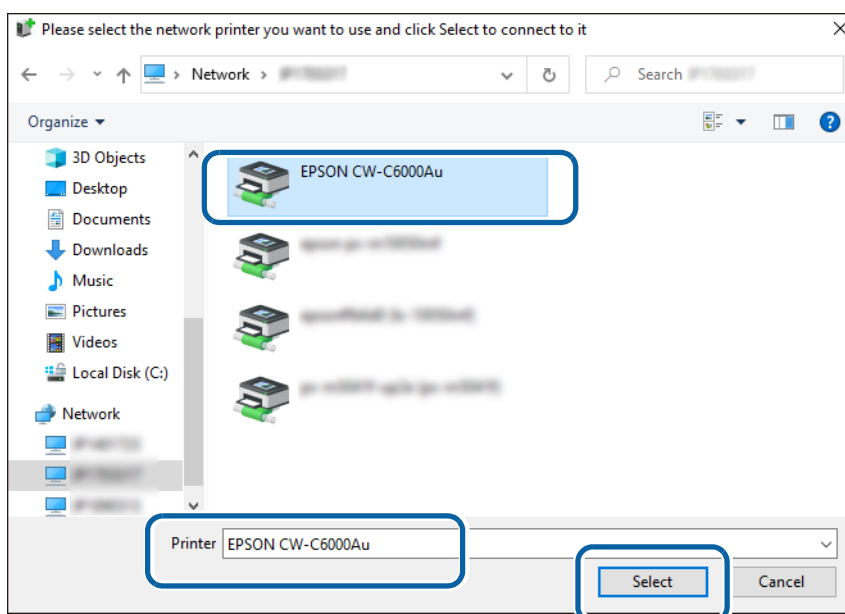 Please select the network printer you want to use and click Select to connect to it
Network
Search
Organize
3D Objects
Desktop
Documents
Downloads
Music
Pictures
Videos
Local Disk (C:)
Network
EPSON CW-C6000Au
Printer EPSON CW-C6000Au
Select Cancel